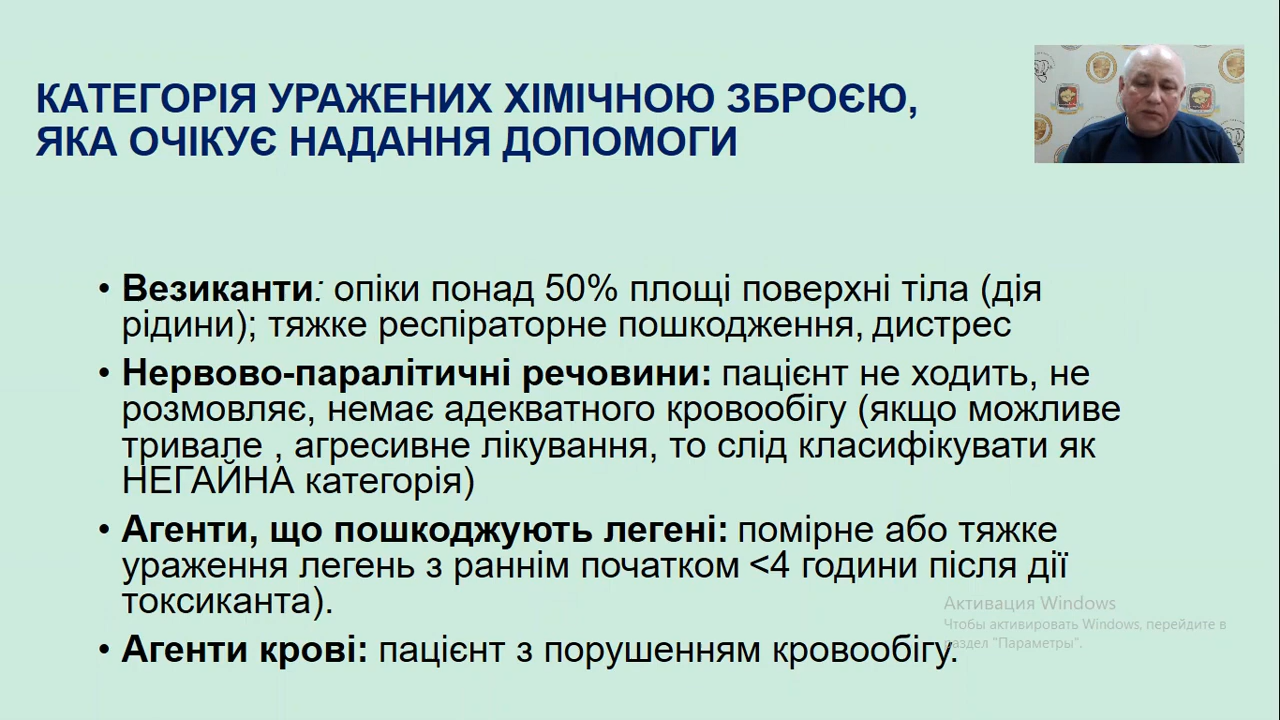 КАТЕГОРІЯ УРАЖЕНИХ ХІМІЧНОЮ ЗБРОЄЮ,
ЯКА ОЧІКУЄ НАДАННЯ ДОПОМОГИ
• Везиканти: опіки понад 50% площі поверхні тіла (дія
рідини); тяжке респіраторне пошкодження, дистрес
• Нервово-паралітичні речовини: пацієнт не ходить, не
розмовляє, немає адекватного кровообігу (якщо можливе
тривале , агресивне лікування, то слід класифікувати як
НЕГАЙНА категорія)
• Агенти, що пошкоджують легені: помірне або тяжке
ураження легень з раннім початком <4 години після дії
токсиканта).
• Агенти крові: пацієнт з порушенням кровообігу.
Активация Windows
Чтобы активировать Windows, перейдите в
раздел "Параметры".